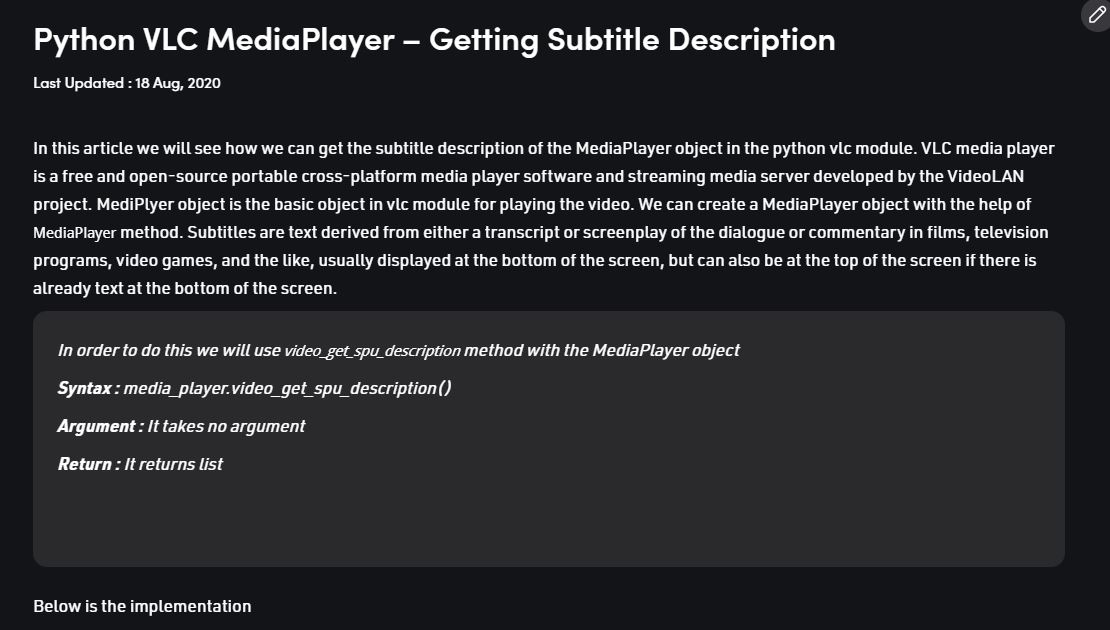 Python VLC MediaPlayer – Getting Subtitle Description
Last Updated : 18 Aug, 2020
In this article we will see how we can get the subtitle description of the MediaPlayer object in the python vlc module. VLC media player
is a free and open-source portable cross-platform media player software and streaming media server developed by the VideoLAN
project. MediPlyer object is the basic object in vlc module for playing the video. We can create a MediaPlayer object with the help of
MediaPlayer method. Subtitles are text derived from either a transcript or screenplay of the dialogue or commentary in films, television
programs, video games, and the like, usually displayed at the bottom of the screen, but can also be at the top of the screen if there is
already text at the bottom of the screen.
In order to do this we will use video_get_spu_description method with the MediaPlayer object
Syntax : media_player.video_get_spu_description()
Argument : It takes no argument
Return : It returns list
Below is the implementation